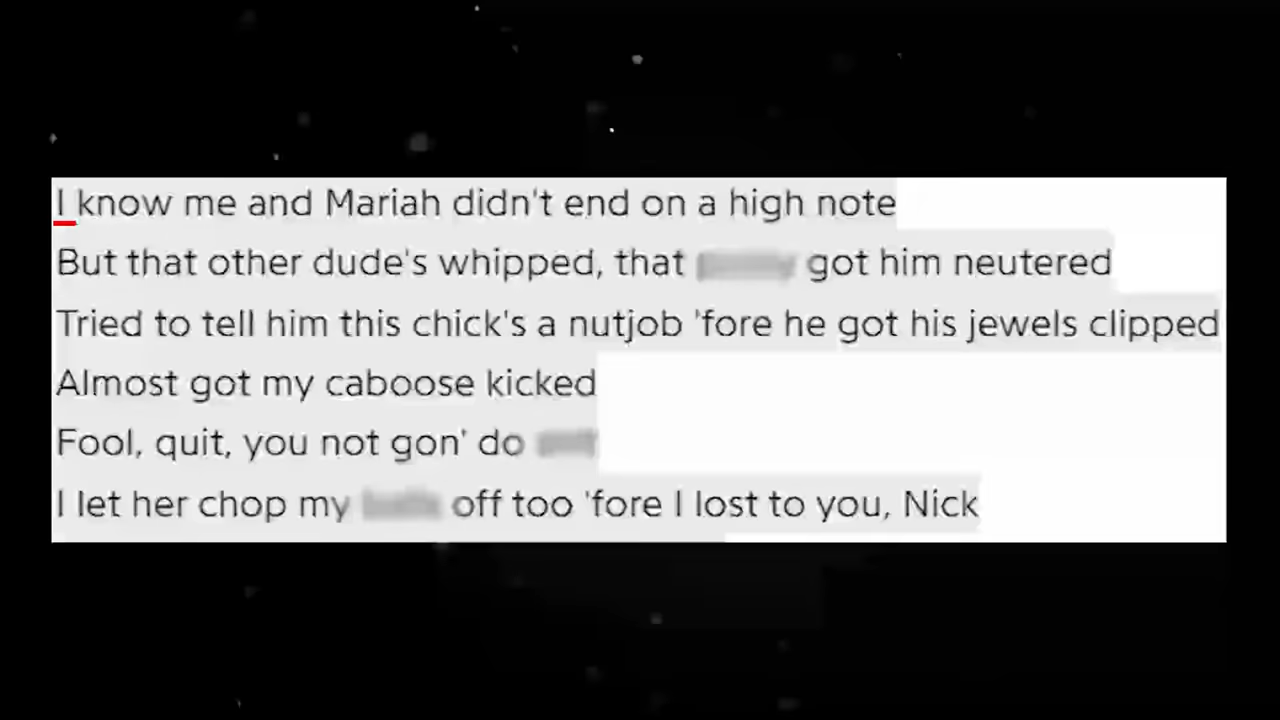 I know me and Mariah didn't end on a high note
But that other dude's whipped, that got him neutered
Tried to tell him this chick's a nutjob 'fore he got his jewels clipped
Almost got my caboose kicked
Fool, quit, you not gon' do
I let her chop my off too 'fore I lost to you, Nick